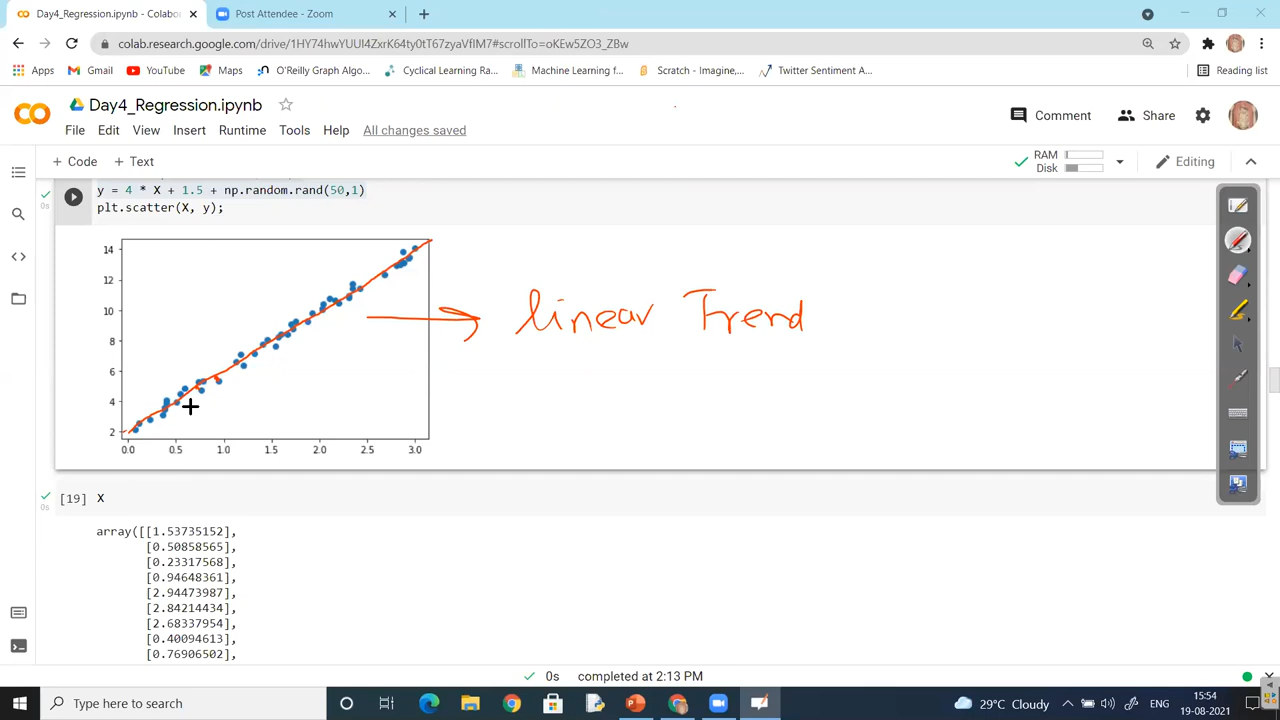 Day4_Regression.ipynb - Colabora
Post Attendee - Zoom
colab.research.google.com/drive/1HY74hwYUUl4ZxrK64ty0tT67zyaVflM7#scrollTo=oKEw5ZO3_ZBw
Apps
Gmail
YouTube
Maps
O'Reilly Graph Algo...
Cyclical Learning Ra...
Machine Learning f...
Scratch - Imagine,...
Twitter Sentiment A...
Reading list
Day4_Regression.ipynb
Comment
Share
File Edit View Insert Runtime Tools Help All changes saved
+ Code + Text
RAM
Disk
Editing
y = 4 * X + 1.5 + np.random.rand(50,1)
plt.scatter(X, y);
0s
14
12
10
8
6
4
2
0.0 0.5 1.0 1.5 2.0 2.5 3.0
linear Trend
[19] X
0s
array([[1.53735152],
[0.50858565],
[0.23317568],
[0.94648361],
[2.94473987],
[2.84214434],
[2.68337954],
[0.40094613],
[0.76906502],
0s completed at 2:13 PM
Type here to search
29°C Cloudy
ENG
15:54
19-08-2021